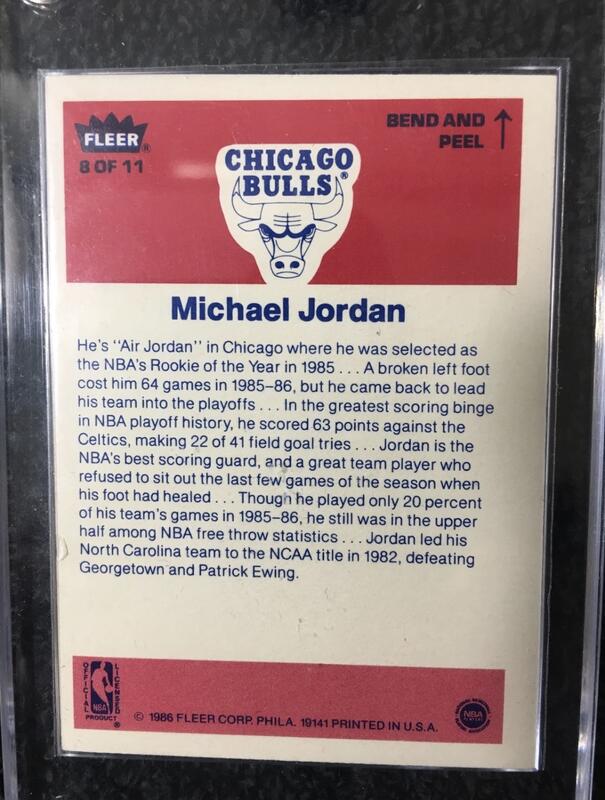 FLEER®
8 OF 11
BEND AND
PEEL
CHICAGO
BULLS®
Michael Jordan
He's "Air Jordan" in Chicago where he was selected as
the NBA's Rookie of the Year in 1985 . . . A broken left foot
cost him 64 games in 1985–86, but he came back to lead
his team into the playoffs . . . In the greatest scoring binge
in NBA playoff history, he scored 63 points against the
Celtics, making 22 of 41 field goal tries . . . Jordan is the
NBA's best scoring guard, and a great team player who
refused to sit out the last few games of the season when
his foot had healed . . . Though he played only 20 percent
of his team's games in 1985–86, he still was in the upper
half among NBA free throw statistics . . . Jordan led his
North Carolina team to the NCAA title in 1982, defeating
Georgetown and Patrick Ewing.
OFFICIAL
LICENSED
NBA
PRODUCT®
© 1986 FLEER CORP. PHILA. 19141 PRINTED IN U.S.A.
NBA
PLAYERS